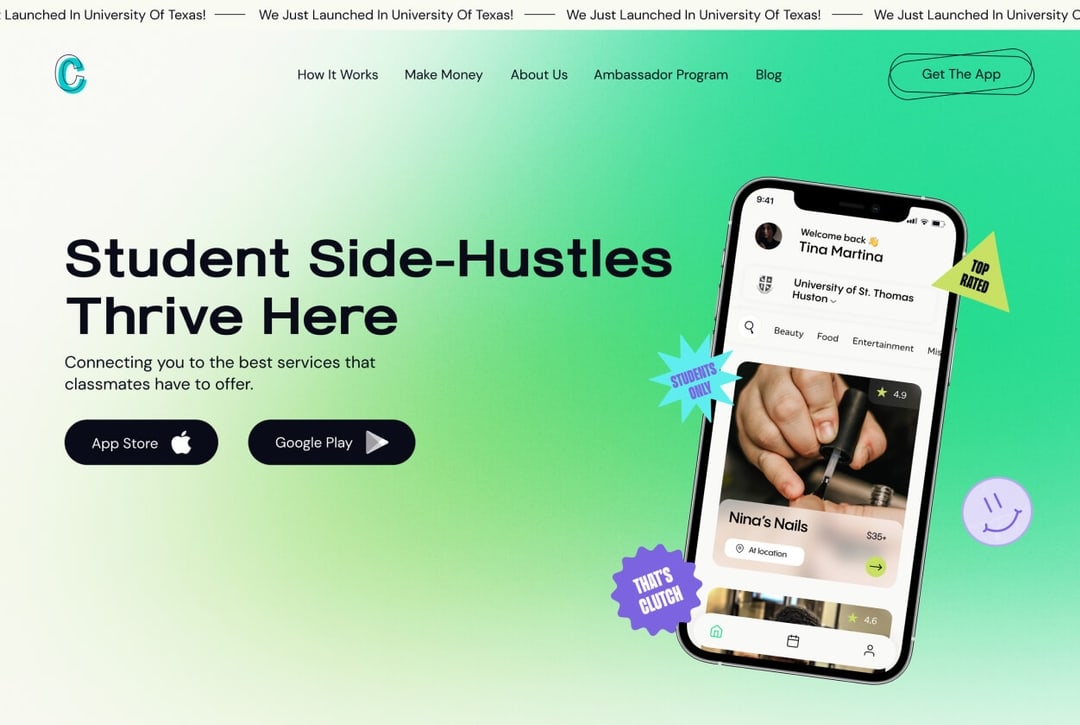 Launched In University Of Texas! —— We Just Launched In University Of Texas! —— We Just Launched In University Of Texas! —— We Just Launched In University
C
How It Works
Make Money
About Us
Ambassador Program
Blog
Get The App
Student Side-Hustles
Thrive Here
Connecting you to the best services that
classmates have to offer.
App Store
Google Play
9:41
Welcome back 👋
Tina Martina
University of St. Thomas
Huston
Beauty
Food
Entertainment
Mis
TOP
RATED
STUDENTS
ONLY
4.9
Nina's Nails
$35+
At location
THAT'S
CLUTCH
4.6